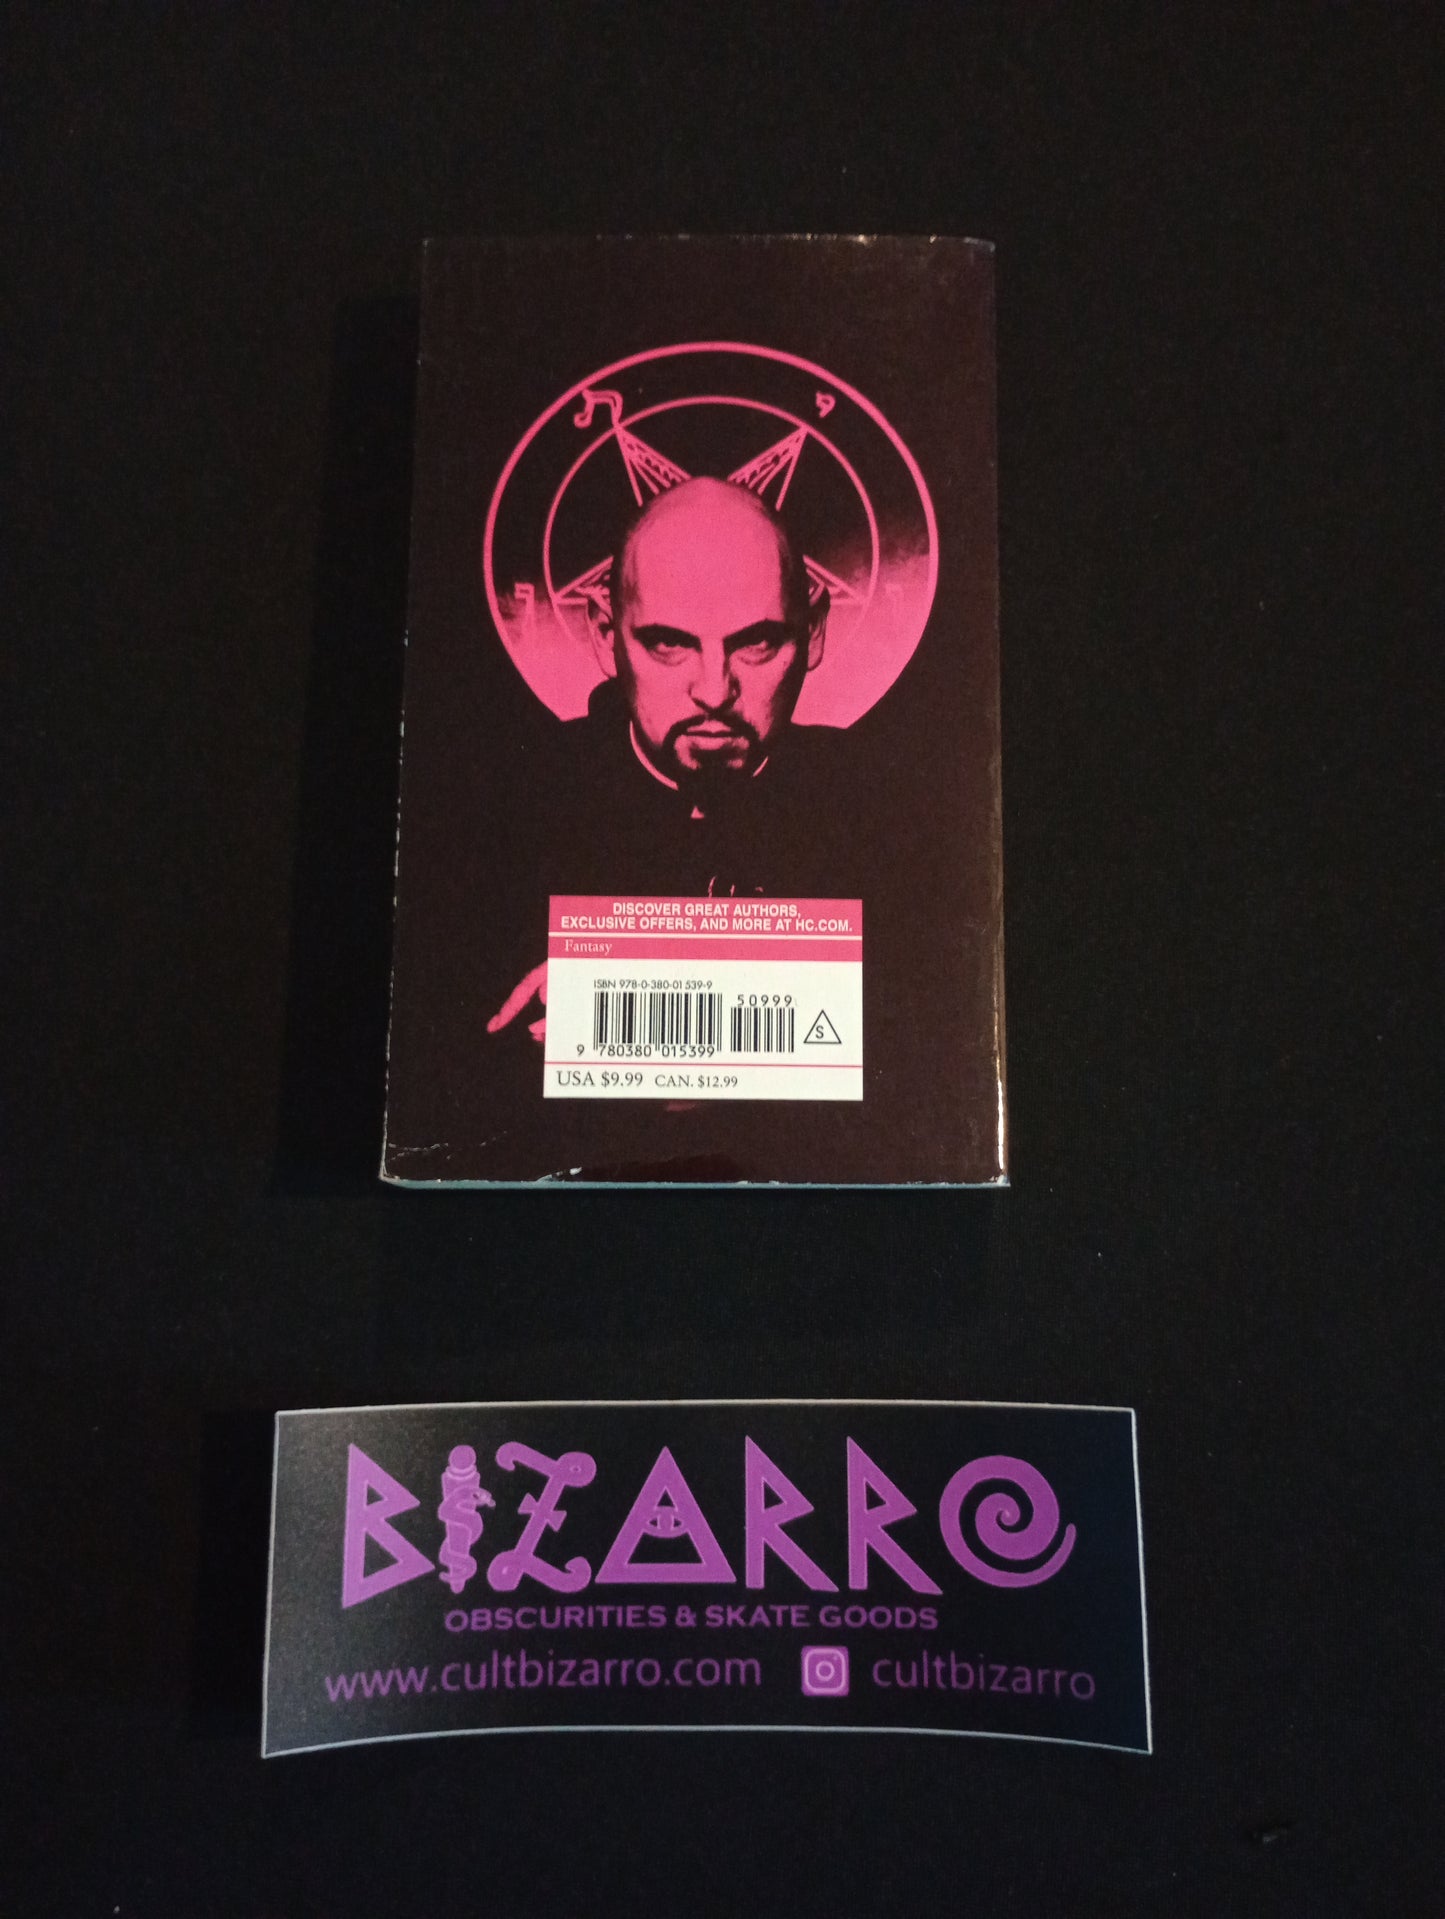 DISCOVER GREAT AUTHORS,
EXCLUSIVE OFFERS, AND MORE AT HC.COM.
Fantasy
ISBN 978-0-380-01539-9
50999
9 780380 015399
S
USA $9.99 CAN. $12.99
BIZARRO
OBSCURITIES & SKATE GOODS
www.cultbizarro.com cultbizarro